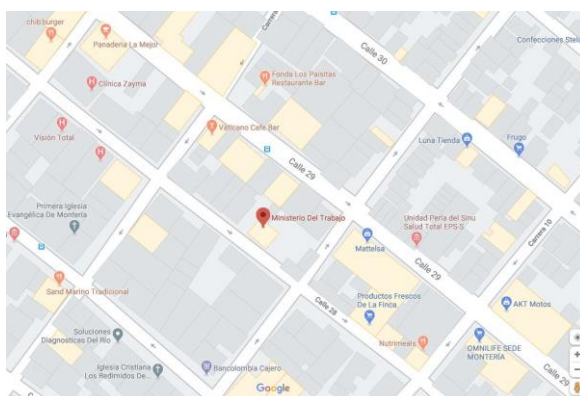 chib'burger
Panaderia La Mejor
Calle 30
Confecciones Stella
Clínica Zayma
Fonda Los Paisitas
Restaurante Bar
Vaticano Cafe Bar
Luna Tienda
Frugo
Visión Total
Calle 29
Primera Iglesia
Evangélica De Montería
Ministerio Del Trabajo
Unidad Perla del Sinu
Salud Total EPS-S
Carrera 10
Mattelsa
Calle 29
Sand Marino Tradicional
Productos Frescos
De La Finca
Calle 28
AKT Motos
Soluciones
Diagnosticas Del Rio
Nutrimeals
OMNILIFE SEDE
MONTERÍA
Iglesia Cristiana
Los Redimidos De...
Bancolombia Cajero
Calle 29
Google